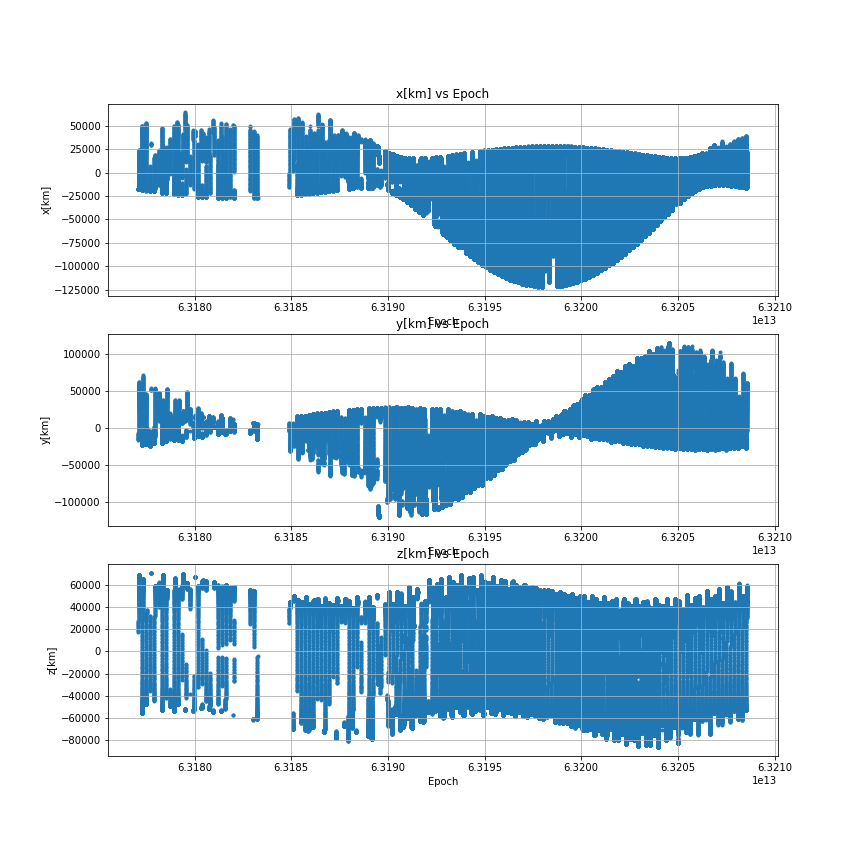 x[km] vs Epoch
x[km]
50000
25000
0
−25000
−50000
−75000
−100000
−125000
6.3180 6.3185 6.3190 6.3195 6.3200 6.3205 6.3210
1e13
Epoch
y[km] vs Epoch
y[km]
100000
50000
0
−50000
−100000
6.3180 6.3185 6.3190 6.3195 6.3200 6.3205 6.3210
1e13
Epoch
z[km] vs Epoch
z[km]
60000
40000
20000
0
−20000
−40000
−60000
−80000
6.3180 6.3185 6.3190 6.3195 6.3200 6.3205 6.3210
1e13
Epoch